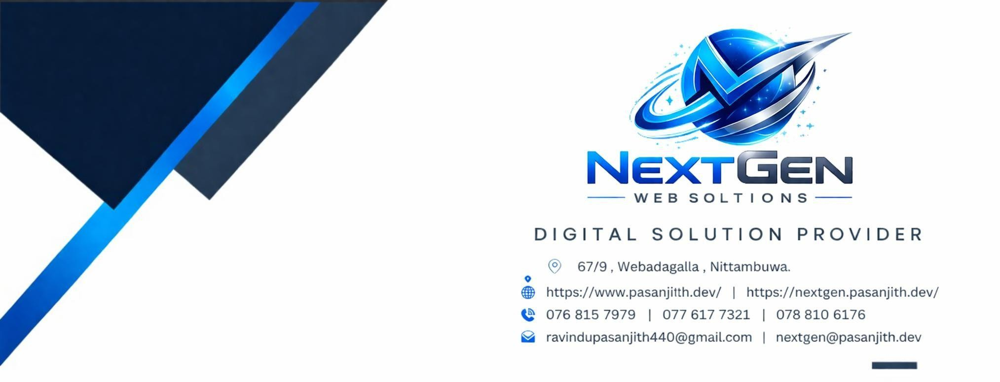 NEXTGEN
WEB SOLTIONS
DIGITAL SOLUTION PROVIDER
67/9 , Webadagalla , Nittambuwa.
https://www.pasanjitth.dev/ | https://nextgen.pasanjith.dev/
076 815 7979 | 077 617 7321 | 078 810 6176
ravindupasanjith440@gmail.com | nextgen@pasanjith.dev